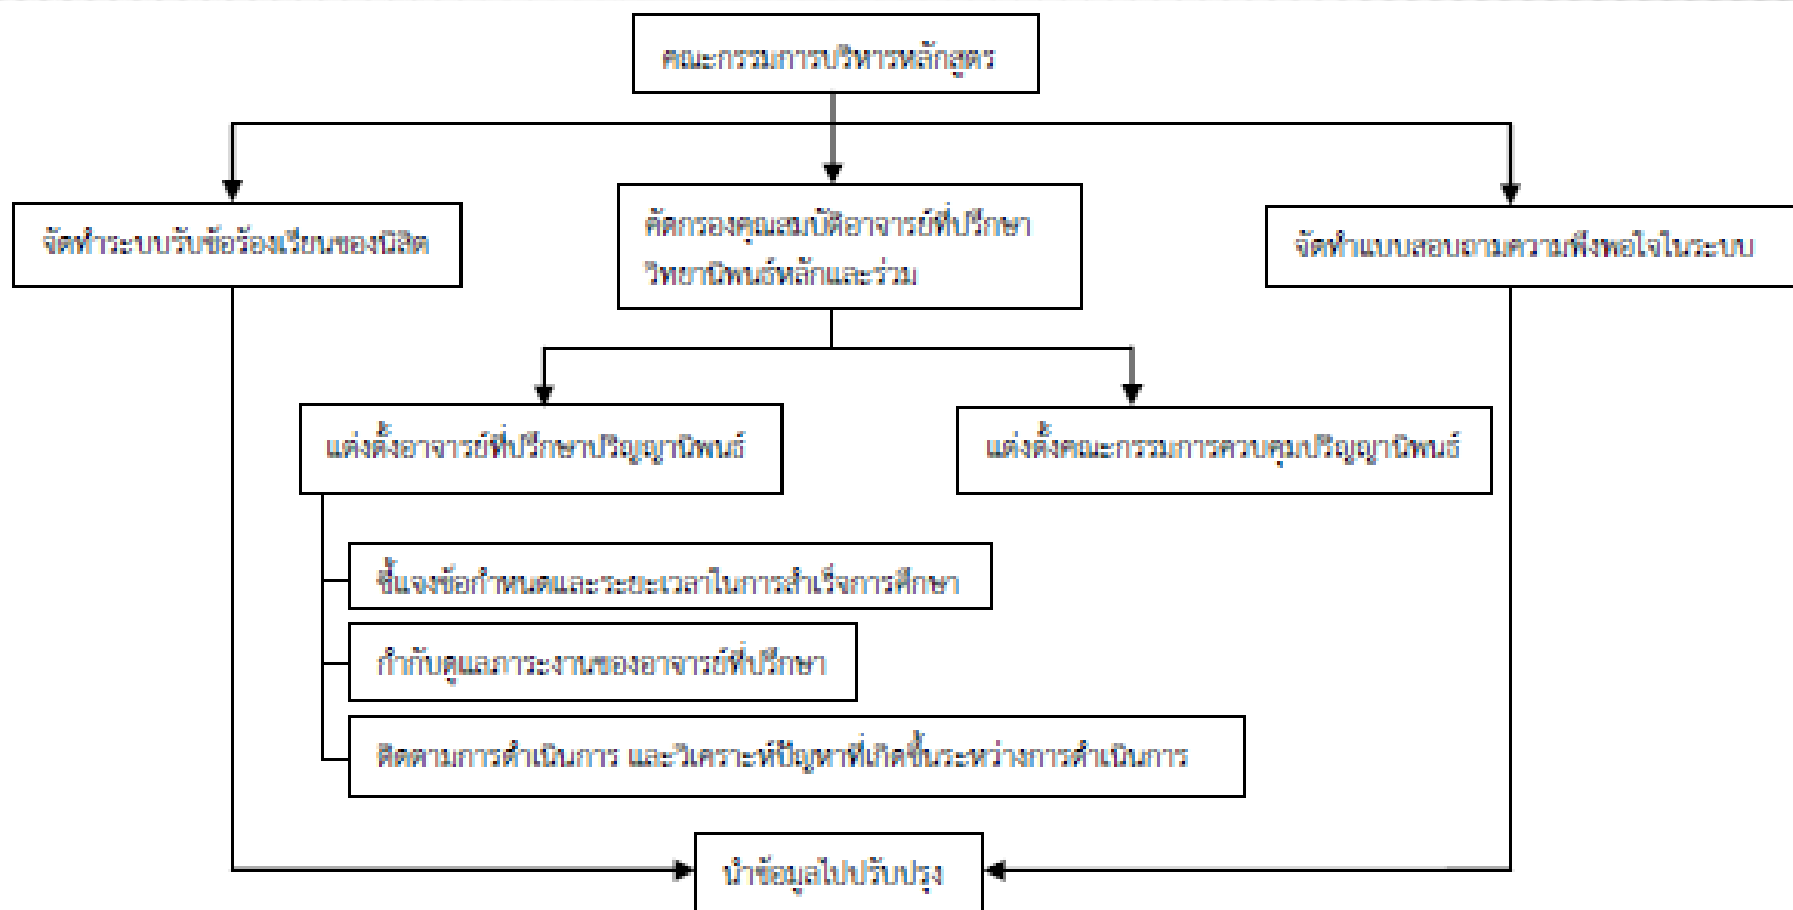 คณะกรรมการบริหารหลักสูตร
จัดทำระบบรับข้อร้องเรียนของนิสิต
คัดกรองคุณสมบัติอาจารย์ที่ปรึกษา
วิทยานิพนธ์หลักและร่วม
จัดทำแบบสอบถามความพึงพอใจในระบบ
แต่งตั้งอาจารย์ที่ปรึกษาปริญญานิพนธ์
แต่งตั้งคณะกรรมการควบคุมปริญญานิพนธ์
ชี้แจงข้อกำหนดและระยะเวลาในการสำเร็จการศึกษา
กำกับดูแลภาระงานของอาจารย์ที่ปรึกษา
ติดตามการดำเนินการ และวิเคราะห์ปัญหาที่เกิดขึ้นระหว่างการดำเนินการ
นำข้อมูลไปปรับปรุง